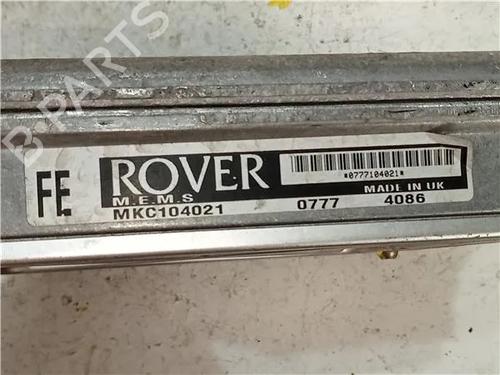 B-PARTS
FE
ROVER
*0777104021*
M.E.M.S
MADE IN UK
MKC104021 0777 4086